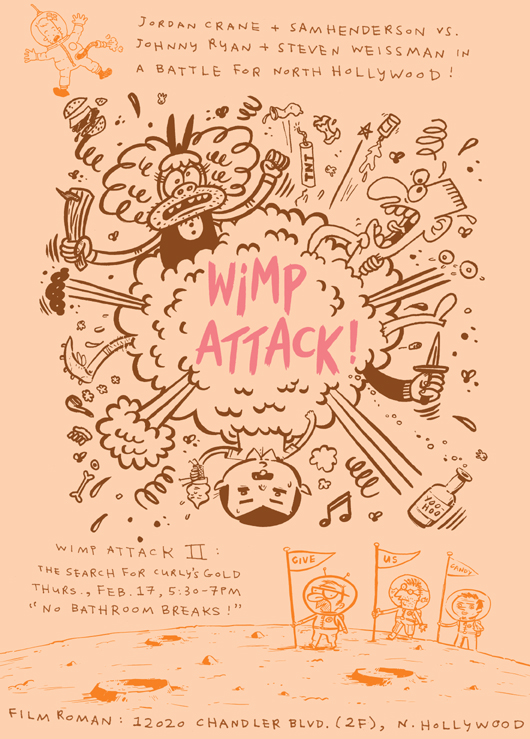 JORDAN CRANE + SAM HENDERSON VS.
JOHNNY RYAN + STEVEN WEISSMAN IN
A BATTLE FOR NORTH HOLLYWOOD!
TNT
WiMP
ATTACK!
YOO
HOO
WIMP ATTACK II:
THE SEARCH FOR CURLY'S GOLD
THURS., FEB. 17, 5:30-7PM
"NO BATHROOM BREAKS!"
GIVE
US
CANDY
FILM ROMAN: 12020 CHANDLER BLVD. (2F), N. HOLLYWOOD